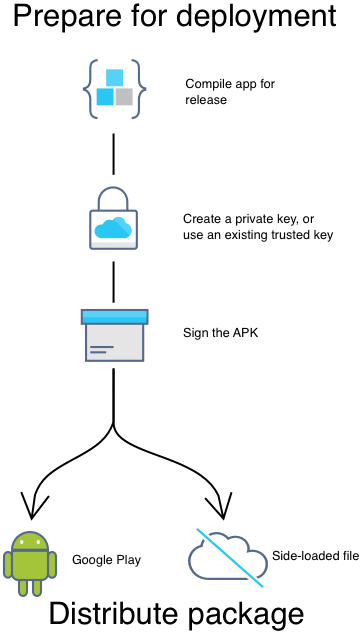 Prepare for deployment
Compile app for
release
Create a private key, or
use an existing trusted key
Sign the APK
Google Play
Side-loaded file
Distribute package